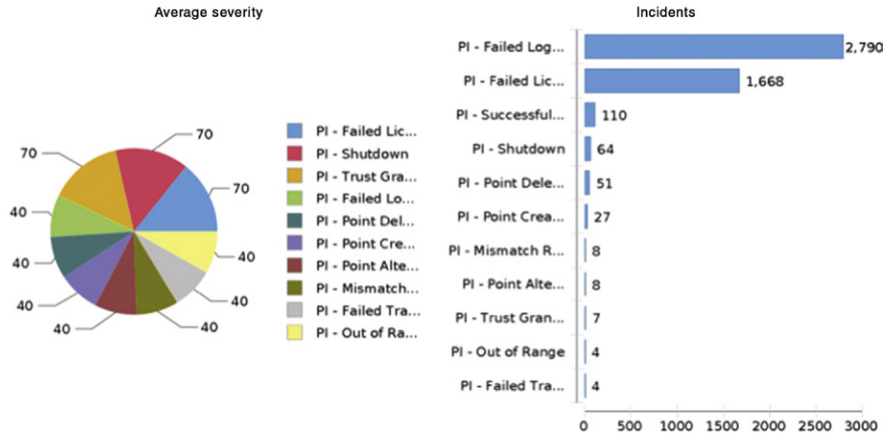 Average severity
70
70
70
40
40
40
40
40
40
40
PI - Failed Lic...
PI - Shutdown
PI - Trust Gra...
PI - Failed Lo...
PI - Point Del...
PI - Point Cre...
PI - Point Alte...
PI - Mismatch...
PI - Failed Tra...
PI - Out of Ra...
Incidents
PI - Failed Log... 2,790
PI - Failed Lic... 1,668
PI - Successful... 110
PI - Shutdown 64
PI - Point Dele... 51
PI - Point Crea... 27
PI - Mismatch R... 8
PI - Point Alte... 8
PI - Trust Gran... 7
PI - Out of Range 4
PI - Failed Tra... 4
0 500 1000 1500 2000 2500 3000